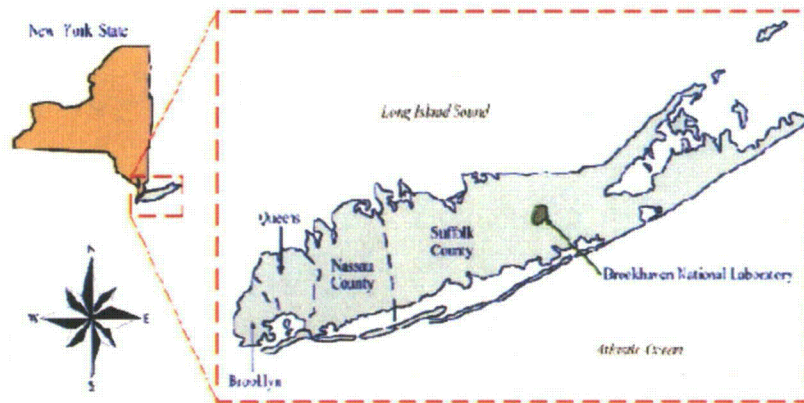 New York State
Long Island Sound
Queens
Suffolk
County
Nassau
County
Brookhaven National Laboratory
Atlantic Ocean
Brooklyn
N
W
E
S